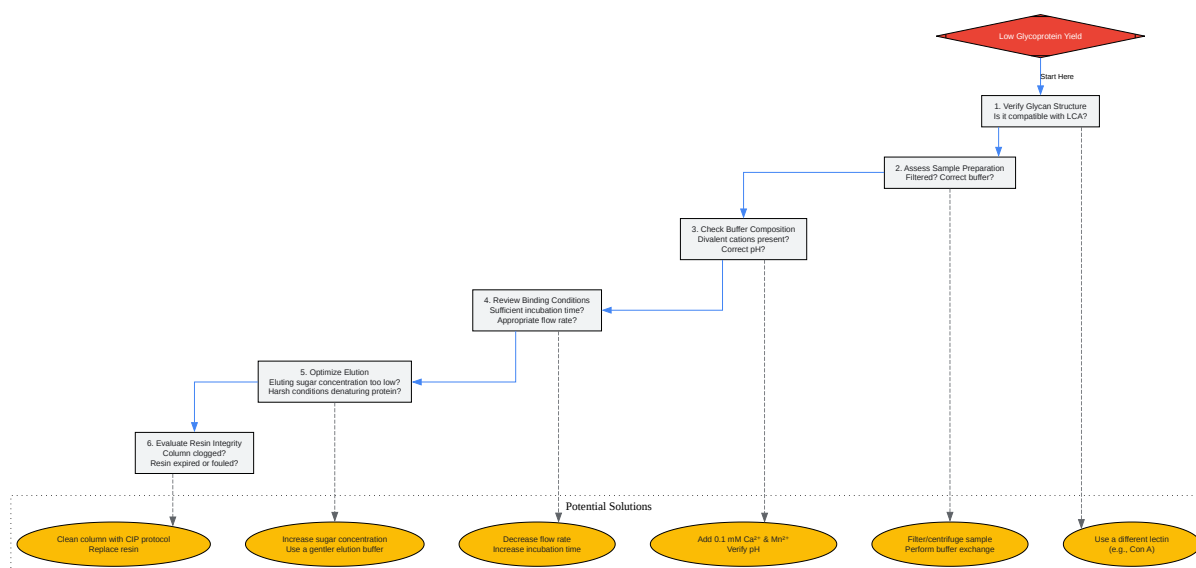 Low Glycoprotein Yield
Start Here
1. Verify Glycan Structure
Is it compatible with LCA?
2. Assess Sample Preparation
Filtered? Correct buffer?
3. Check Buffer Composition
Divalent cations present?
Correct pH?
4. Review Binding Conditions
Sufficient incubation time?
Appropriate flow rate?
5. Optimize Elution
Eluting sugar concentration too low?
Harsh conditions denaturing protein?
6. Evaluate Resin Integrity
Column clogged?
Resin expired or fouled?
Potential Solutions
Clean column with CIP protocol
Replace resin
Increase sugar concentration
Use a gentler elution buffer
Decrease flow rate
Increase incubation time
Add 0.1 mM Ca²⁺ & Mn²⁺
Verify pH
Filter/centrifuge sample
Perform buffer exchange
Use a different lectin
(e.g., Con A)